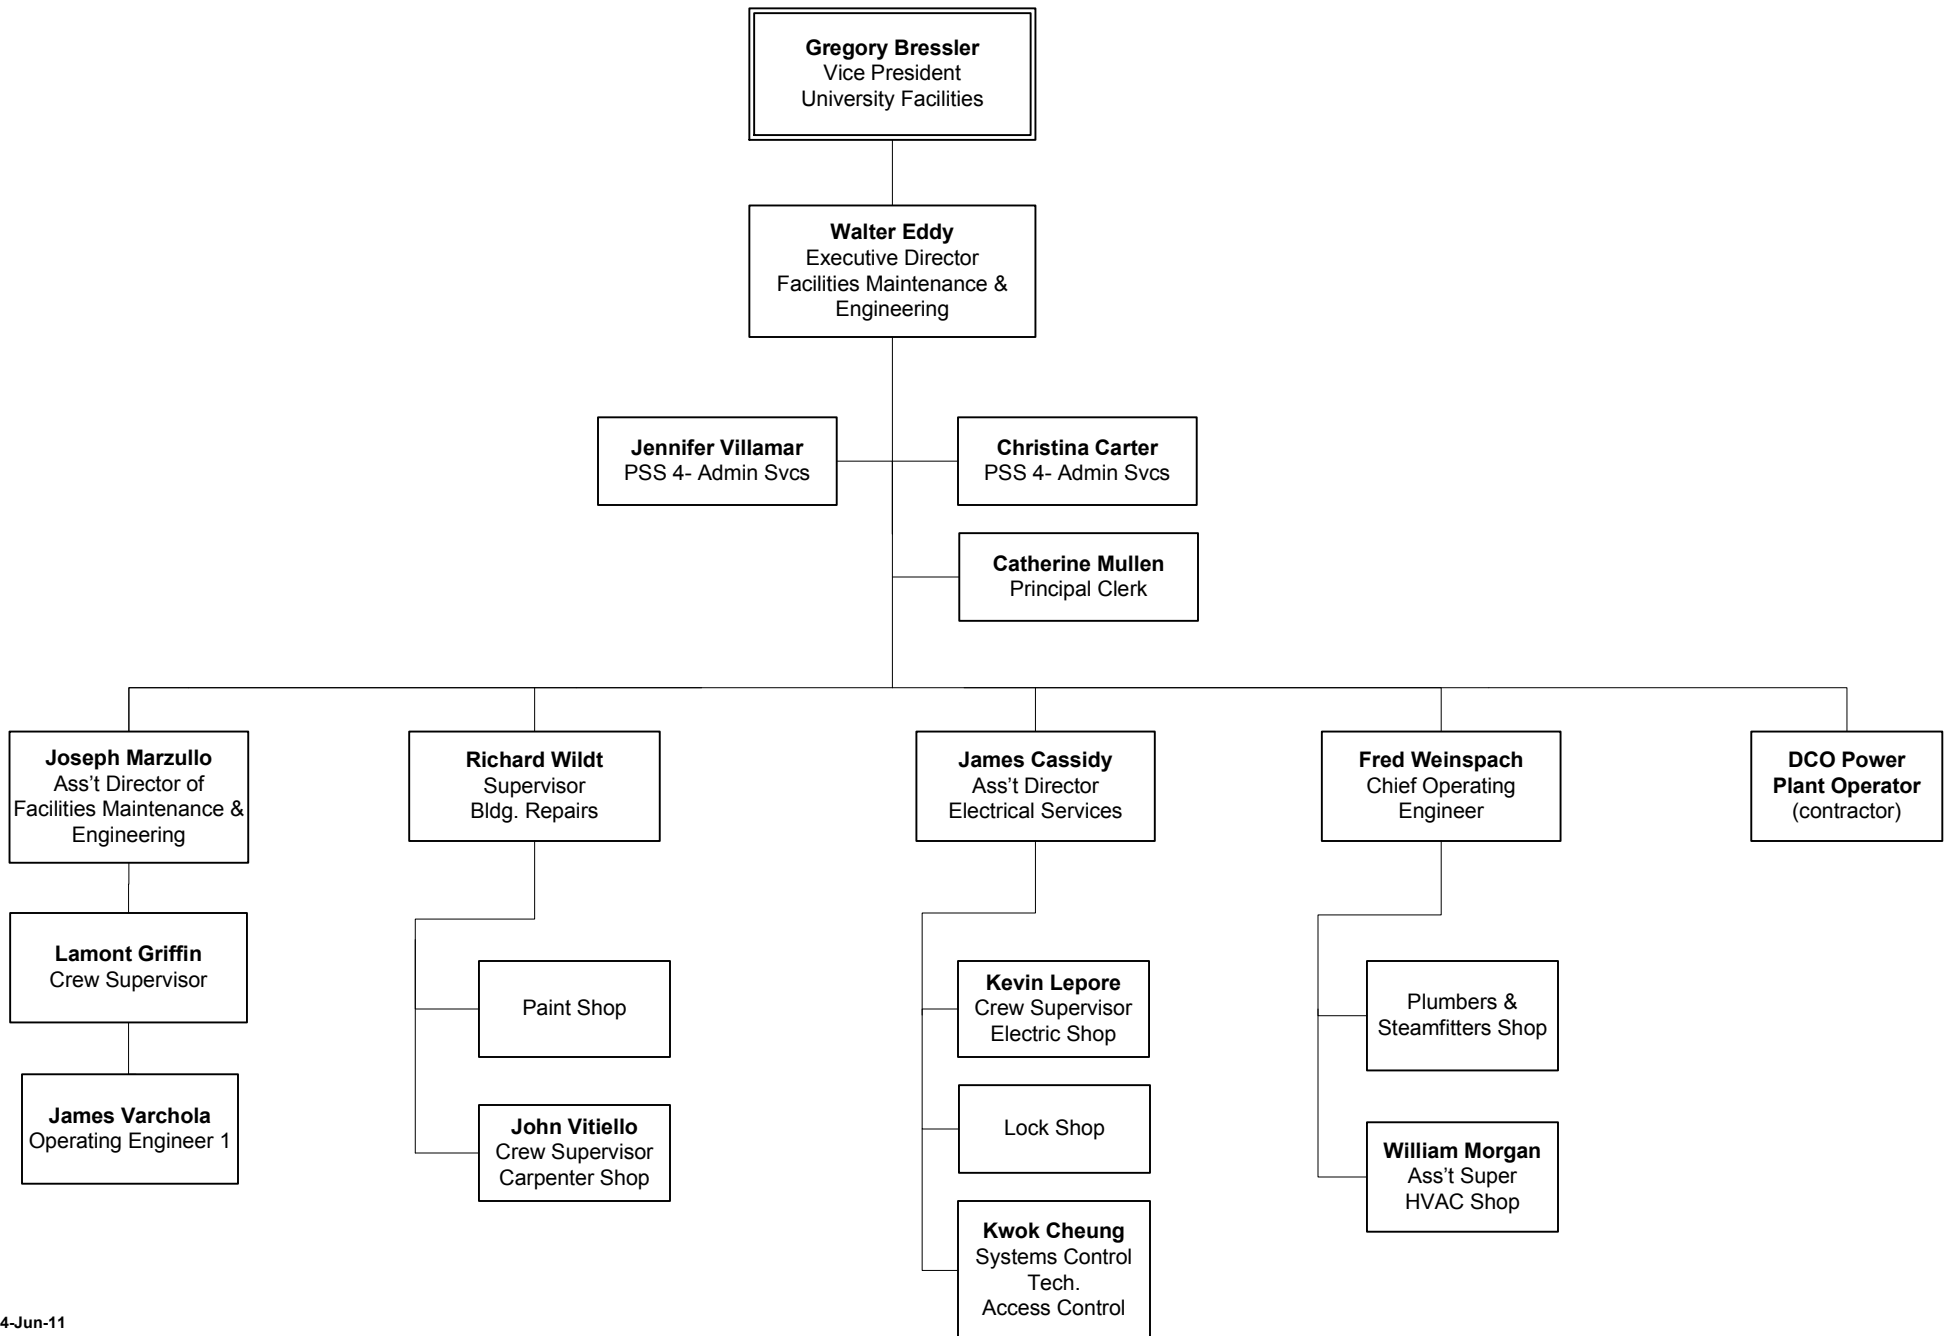 Gregory Bressler
Vice President
University Facilities
Walter Eddy
Executive Director
Facilities Maintenance &
Engineering
Jennifer Villamar
PSS 4- Admin Svcs
Christina Carter
PSS 4- Admin Svcs
Catherine Mullen
Principal Clerk
Joseph Marzullo
Ass’t Director of
Facilities Maintenance &
Engineering
Richard Wildt
Supervisor
Bldg. Repairs
James Cassidy
Ass’t Director
Electrical Services
Fred Weinspach
Chief Operating
Engineer
DCO Power
Plant Operator
(contractor)
Lamont Griffin
Crew Supervisor
James Varchola
Operating Engineer 1
Paint Shop
John Vitiello
Crew Supervisor
Carpenter Shop
Kevin Lepore
Crew Supervisor
Electric Shop
Lock Shop
Kwok Cheung
Systems Control
Tech.
Access Control
Plumbers &
Steamfitters Shop
William Morgan
Ass’t Super
HVAC Shop
4-Jun-11